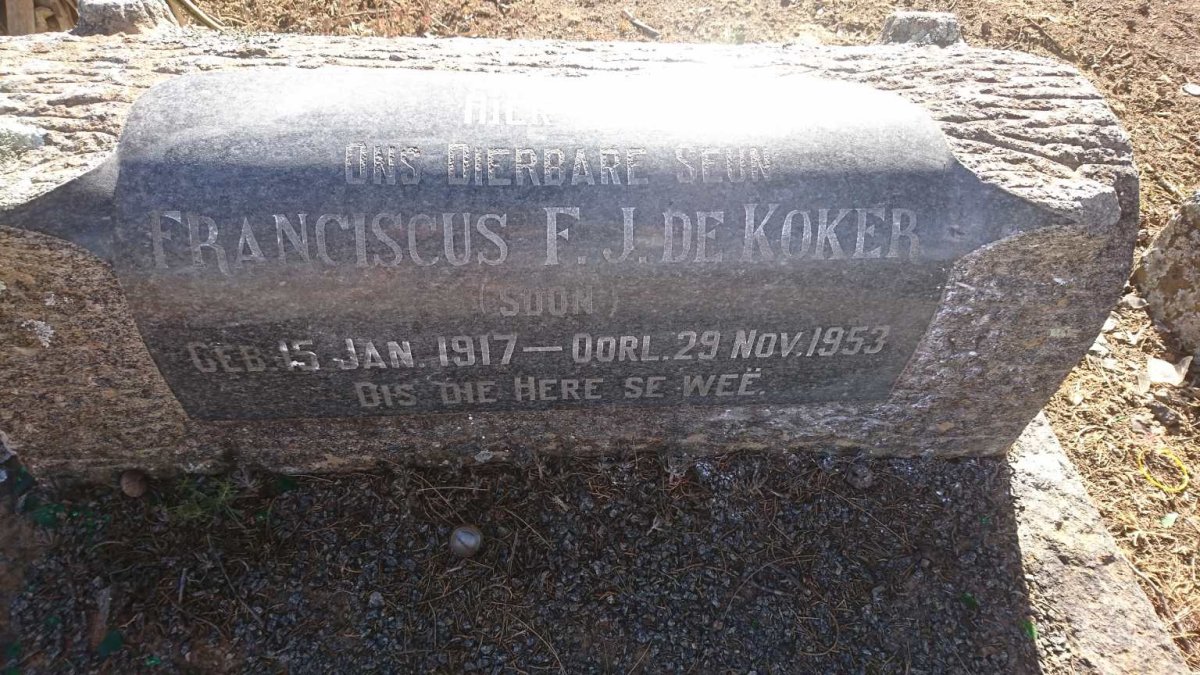 HIER
ONS DIERBARE SEUN
FRANCISCUS F. J. DE KOKER
(SOON)
GEB. 15 JAN. 1917 — OORL. 29 NOV. 1953
DIS DIE HERE SE WEË.